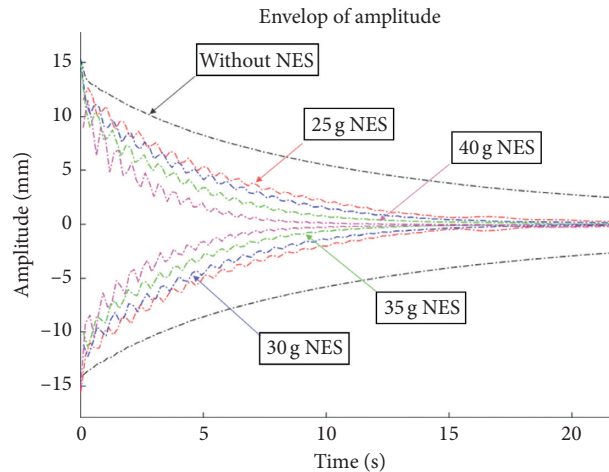 Envelop of amplitude
Without NES
25 g NES
40 g NES
35 g NES
30 g NES
Amplitude (mm)
15
10
5
0
−5
−10
−15
0
5
10
15
20
Time (s)